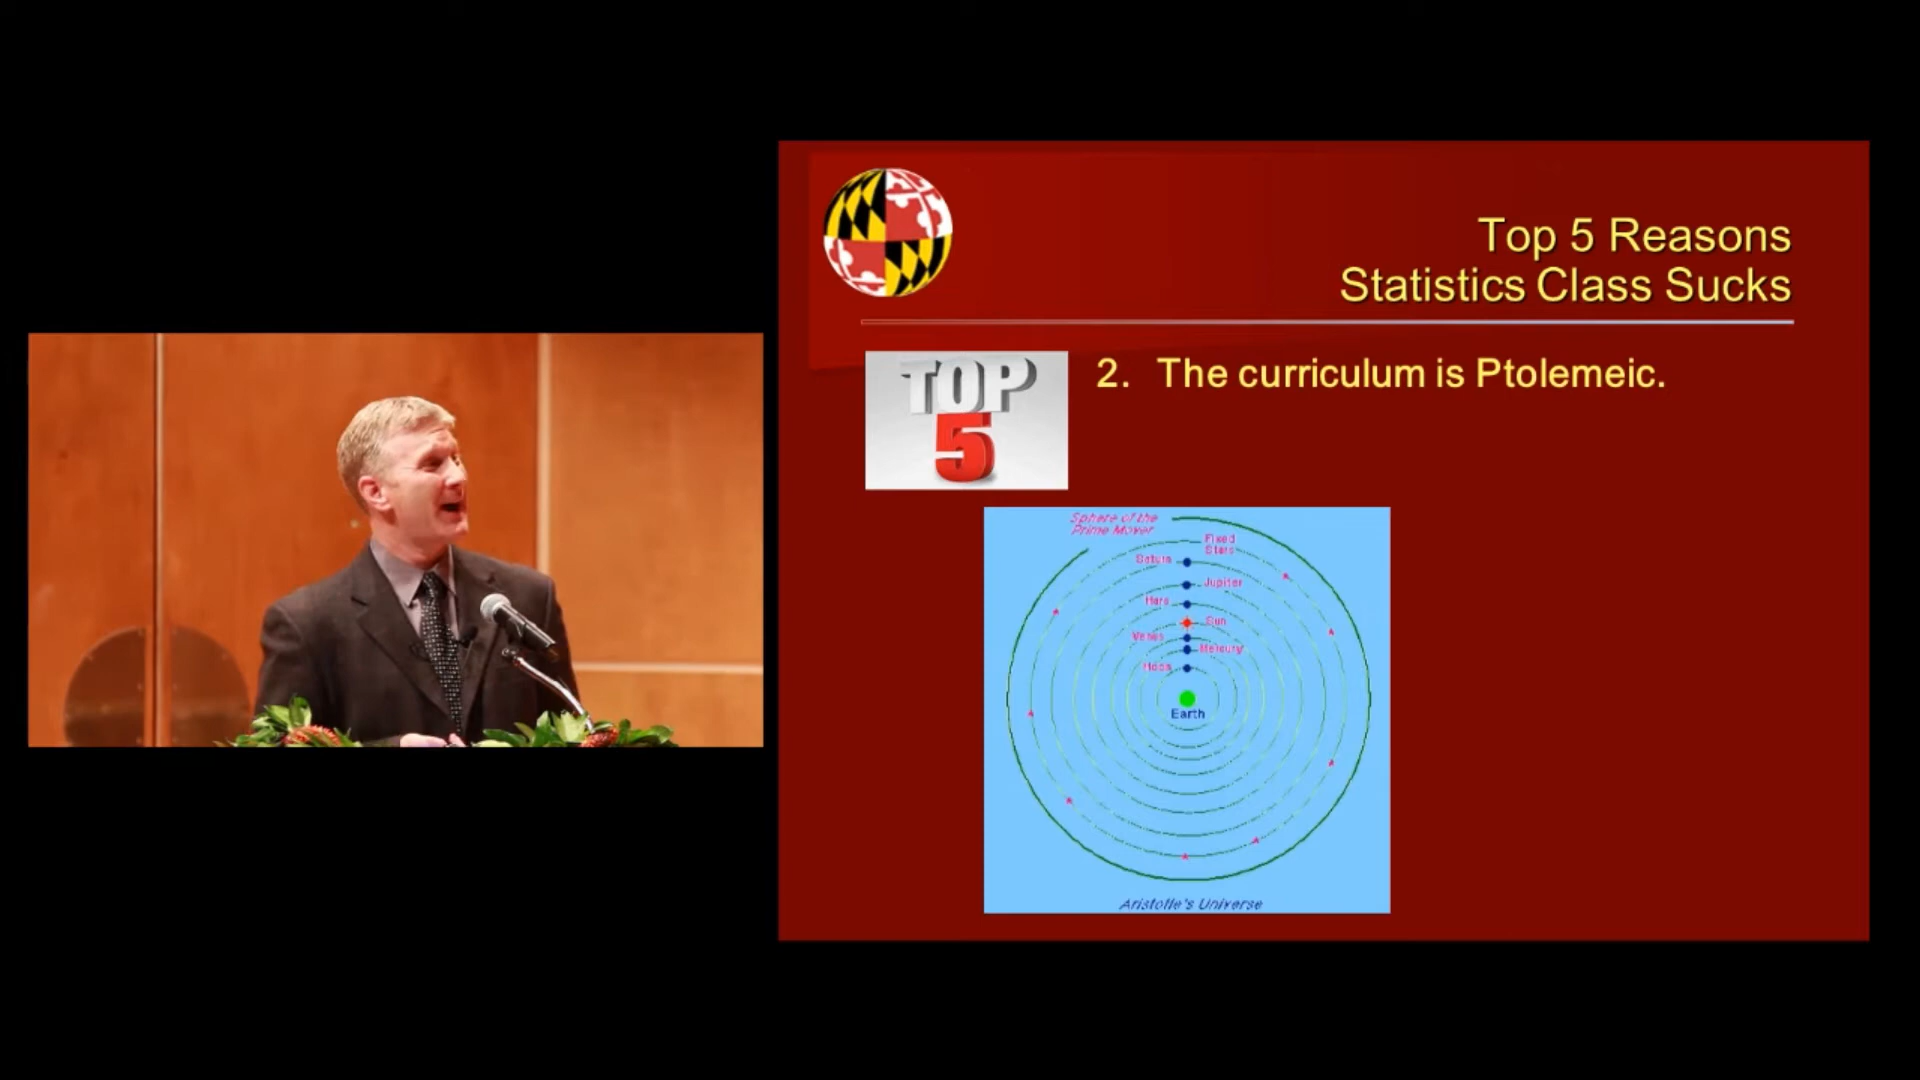 Top 5 Reasons
Statistics Class Sucks
TOP
5
2. The curriculum is Ptolemeic.
Sphere of the
Prime Mover
Fixed
Stars
Saturn
Jupiter
Mars
Sun
Venus
Mercury
Moon
Earth
Aristotle's Universe